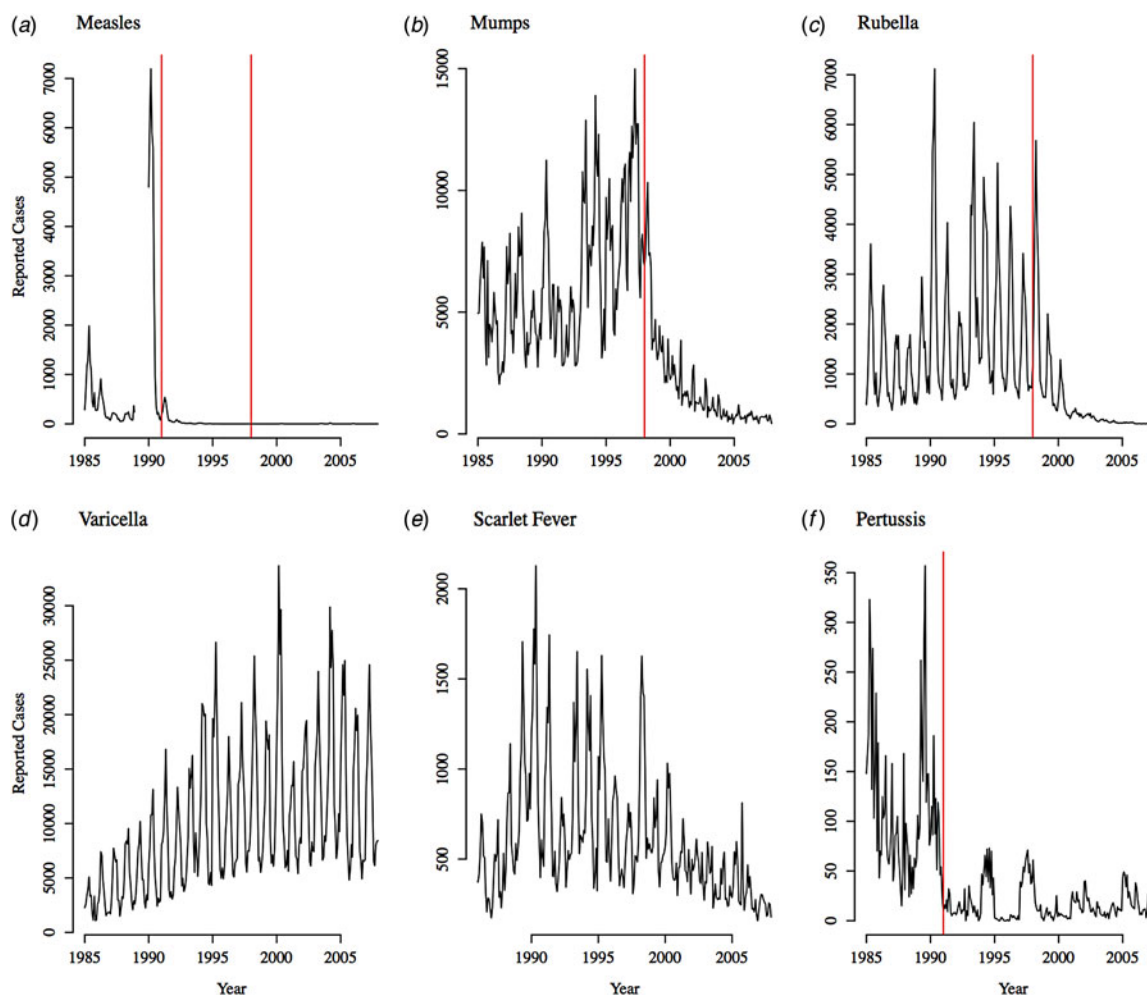 (a) Measles
Reported Cases
0 1000 2000 3000 4000 5000 6000 7000
1985 1990 1995 2000 2005
(b) Mumps
0 5000 10000 15000
1985 1990 1995 2000 2005
(c) Rubella
0 1000 2000 3000 4000 5000 6000 7000
1985 1990 1995 2000 2005
(d) Varicella
Reported Cases
0 5000 10000 15000 20000 25000 30000
1985 1990 1995 2000 2005
Year
(e) Scarlet Fever
500 1000 1500 2000
1990 1995 2000 2005
Year
(f) Pertussis
0 50 100 150 200 250 300 350
1985 1990 1995 2000 2005
Year